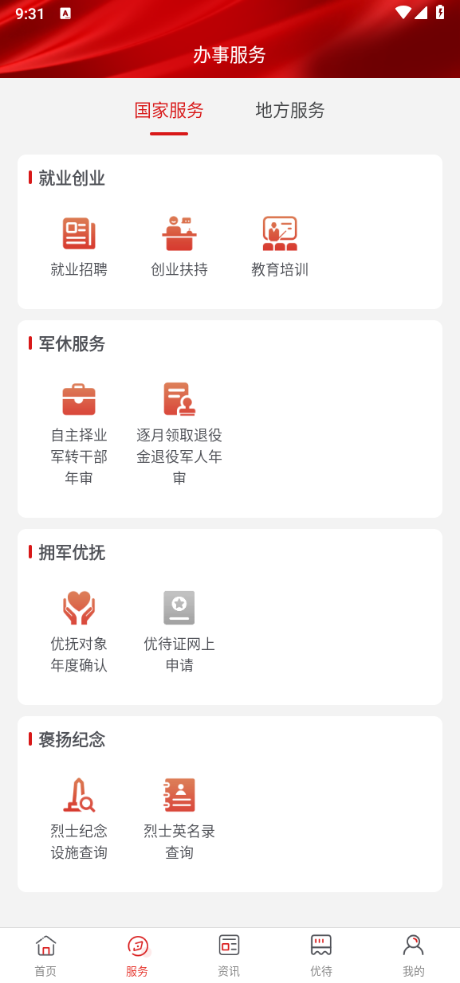 9:31
办事服务
国家服务 地方服务
就业创业
就业招聘 创业扶持 教育培训
军休服务
自主择业
军转干部
年审
逐月领取退役
金退役军人年
审
拥军优抚
优抚对象
年度确认
优待证网上
申请
褒扬纪念
烈士纪念
设施查询
烈士英名录
查询
首页 服务 资讯 优待 我的